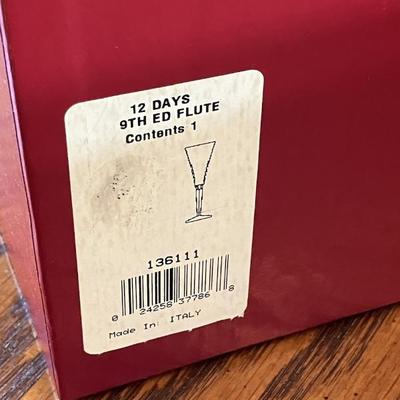 12 DAYS
9TH ED FLUTE
Contents 1
136111
0 24258 37786 8
Made In: ITALY